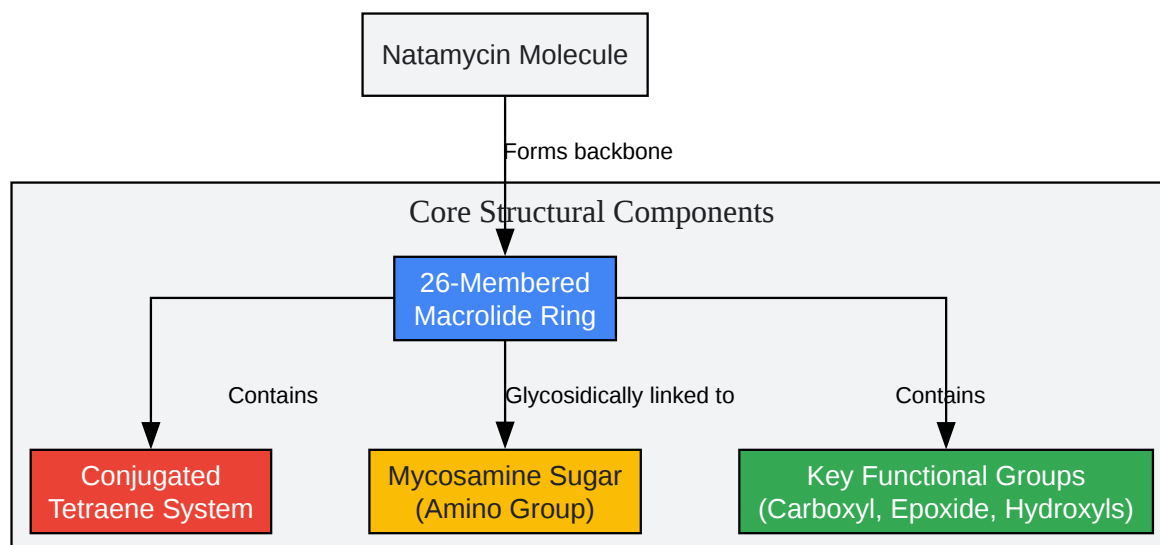 Natamycin Molecule
Forms backbone
Core Structural Components
26-Membered
Macrolide Ring
Contains
Glycosidically linked to
Contains
Conjugated
Tetraene System
Mycosamine Sugar
(Amino Group)
Key Functional Groups
(Carboxyl, Epoxide, Hydroxyls)